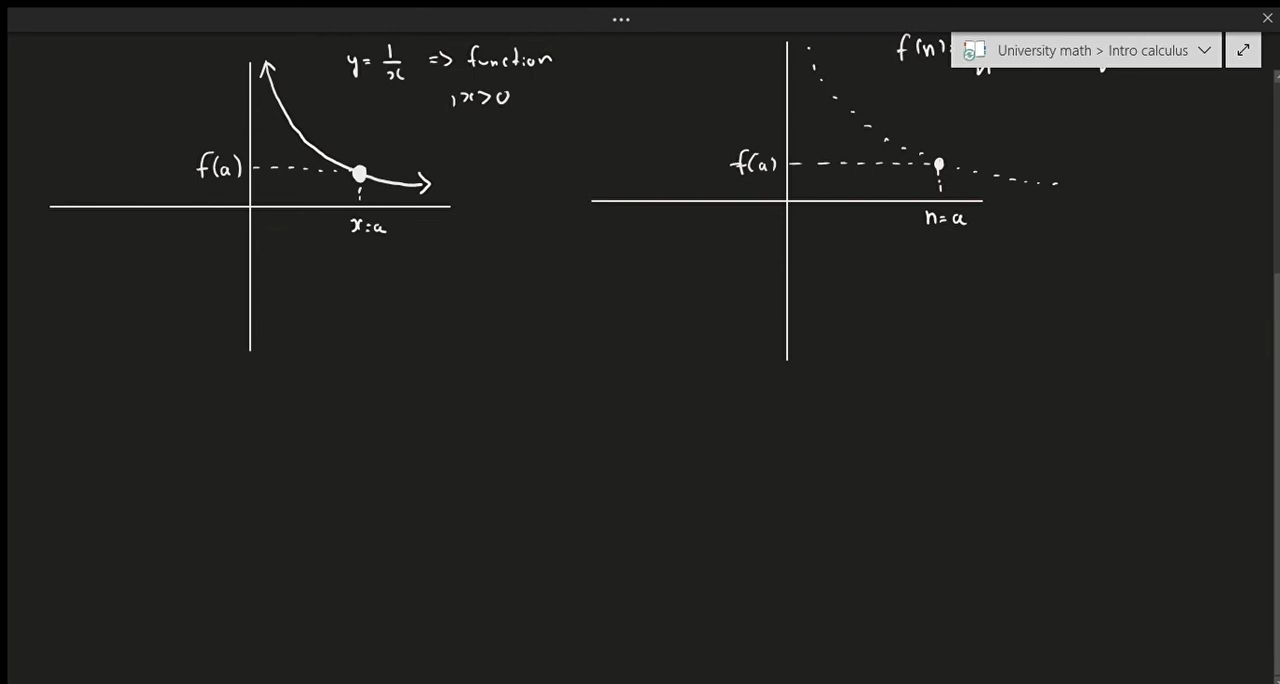 University math > Intro calculus
y = 1/x => function
, x > 0
f(a)
x = a
f(n)
f(a)
n = a